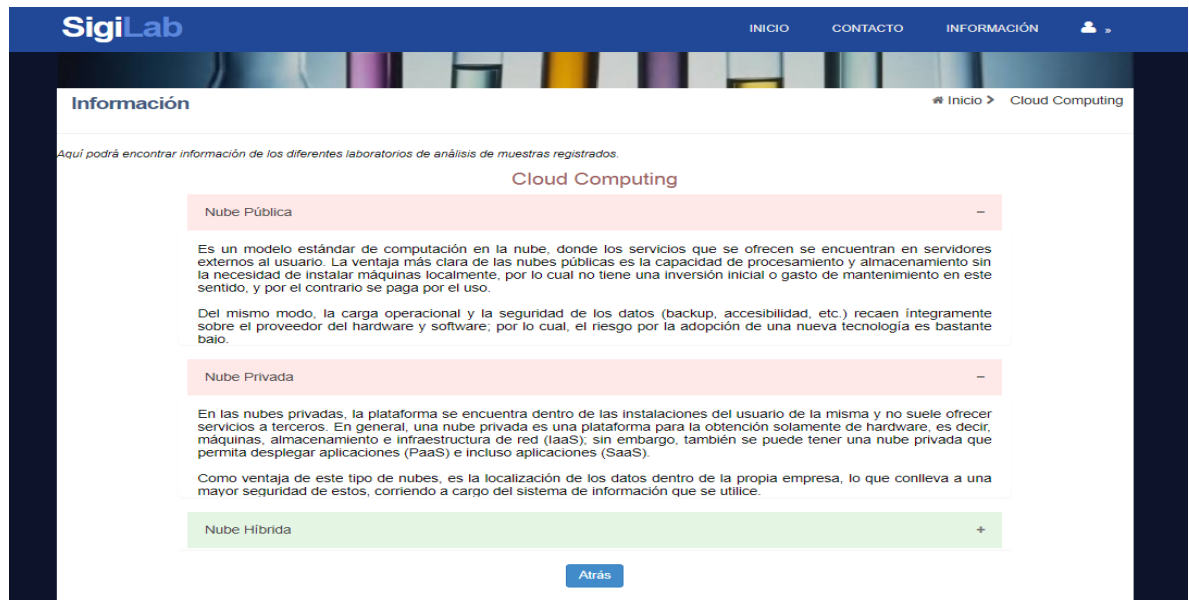 SigiLab
INICIO CONTACTO INFORMACIÓN »
Información
Inicio > Cloud Computing
Aquí podrá encontrar información de los diferentes laboratorios de análisis de muestras registrados.
Cloud Computing
Nube Pública −
Es un modelo estándar de computación en la nube, donde los servicios que se ofrecen se encuentran en servidores
externos al usuario. La ventaja más clara de las nubes públicas es la capacidad de procesamiento y almacenamiento sin
la necesidad de instalar máquinas localmente, por lo cual no tiene una inversión inicial o gasto de mantenimiento en este
sentido, y por el contrario se paga por el uso.
Del mismo modo, la carga operacional y la seguridad de los datos (backup, accesibilidad, etc.) recaen íntegramente
sobre el proveedor del hardware y software; por lo cual, el riesgo por la adopción de una nueva tecnología es bastante
bajo.
Nube Privada −
En las nubes privadas, la plataforma se encuentra dentro de las instalaciones del usuario de la misma y no suele ofrecer
servicios a terceros. En general, una nube privada es una plataforma para la obtención solamente de hardware, es decir,
máquinas, almacenamiento e infraestructura de red (IaaS); sin embargo, también se puede tener una nube privada que
permita desplegar aplicaciones (PaaS) e incluso aplicaciones (SaaS).
Como ventaja de este tipo de nubes, es la localización de los datos dentro de la propia empresa, lo que conlleva a una
mayor seguridad de estos, corriendo a cargo del sistema de información que se utilice.
Nube Híbrida +
Atrás